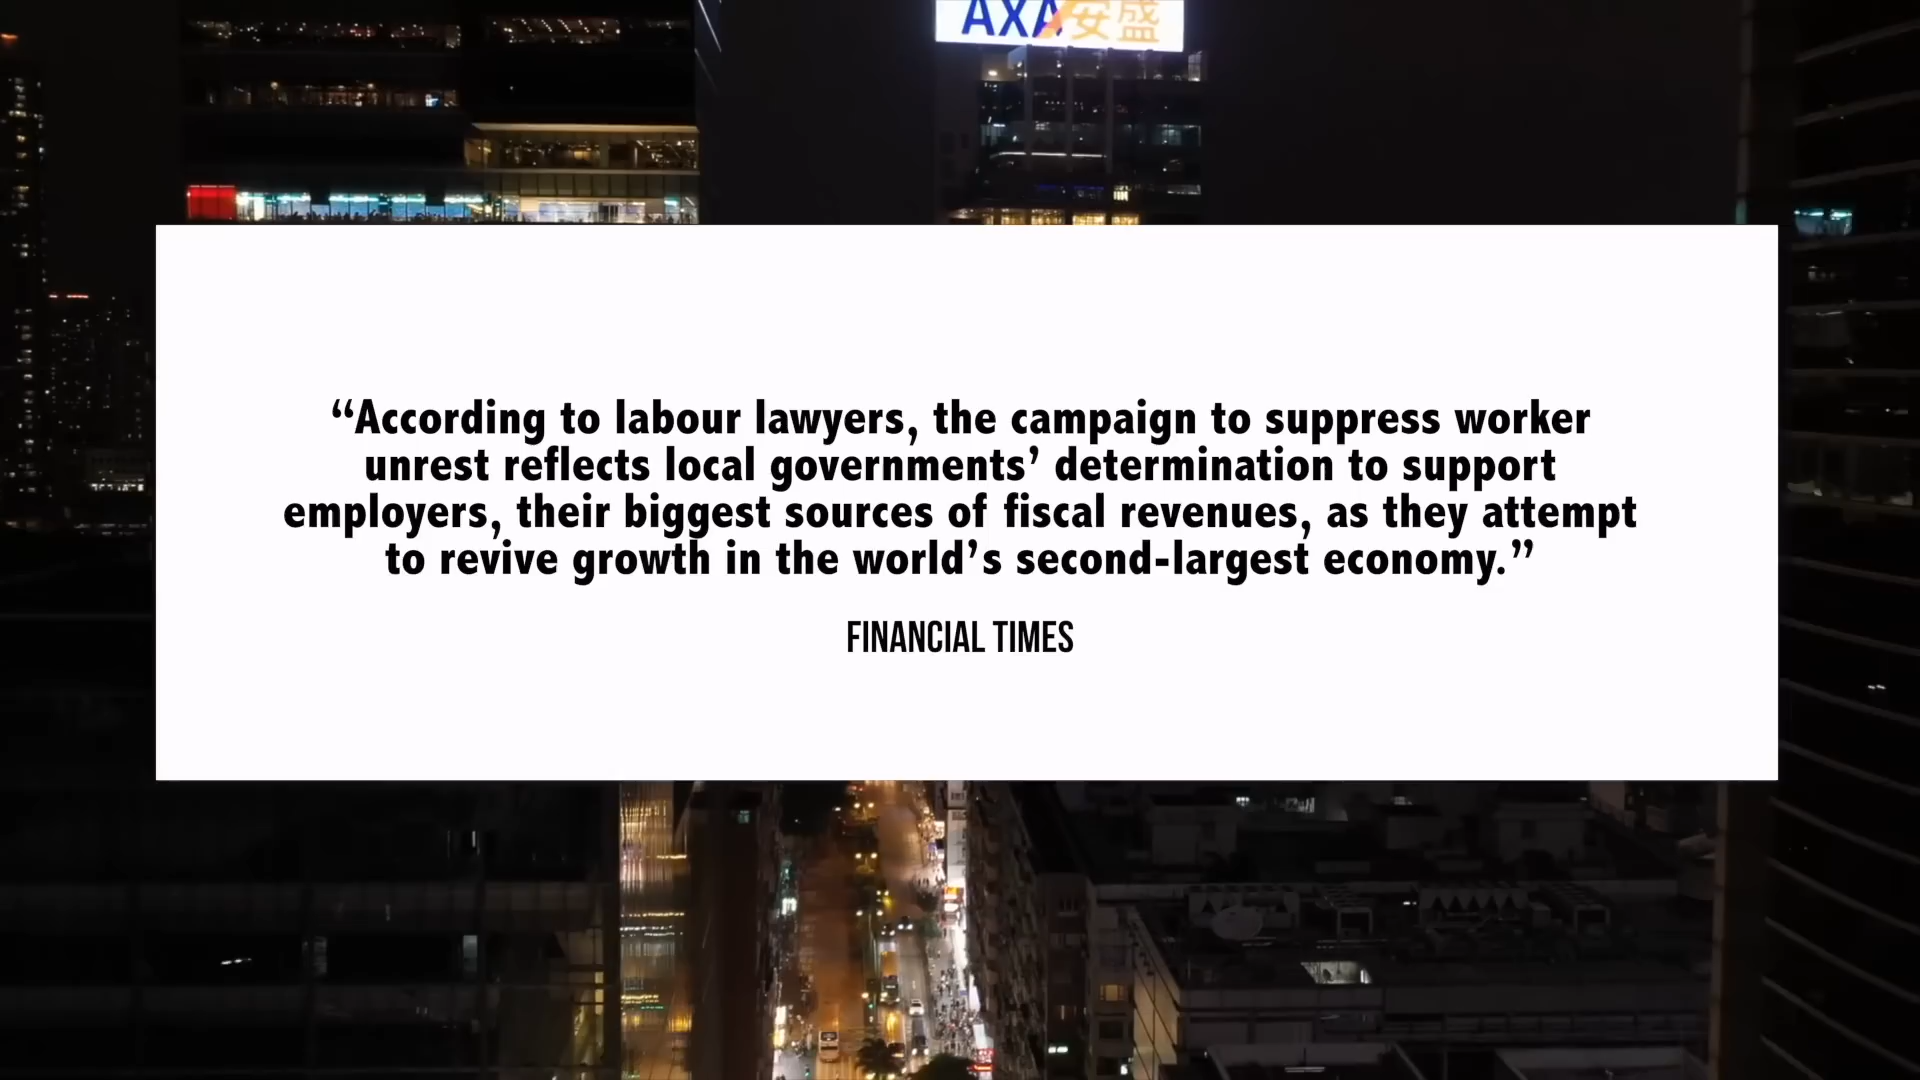 AXA安盛
“According to labour lawyers, the campaign to suppress worker
unrest reflects local governments’ determination to support
employers, their biggest sources of fiscal revenues, as they attempt
to revive growth in the world’s second-largest economy.”
FINANCIAL TIMES